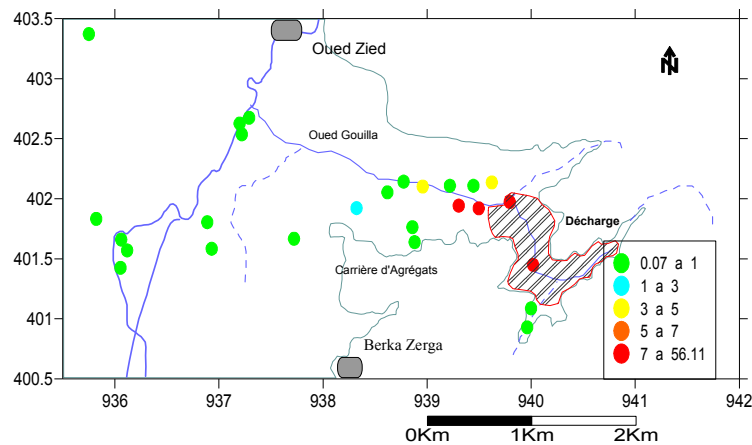 403.5
Oued Zied
403
N
402.5
Oued Gouilla
402
Décharge
401.5
Carrière d'Agrégats
0.07 a 1
1 a 3
401
3 a 5
5 a 7
Berka Zerga
7 a 56.11
400.5
936 937 938 939 940 941 942
0Km 1Km 2Km